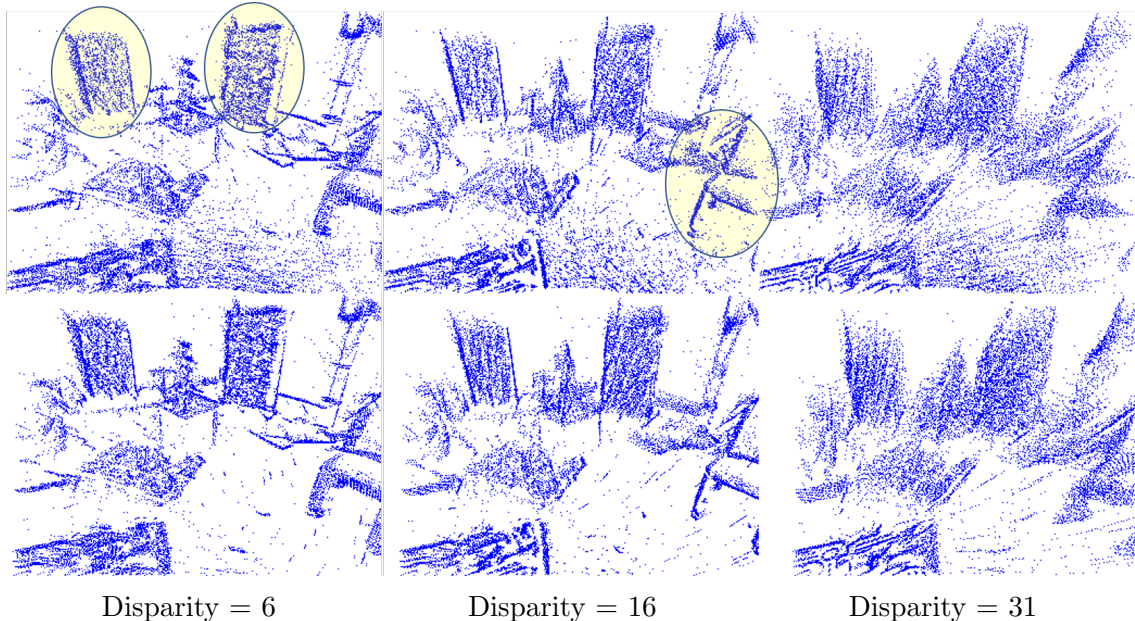 Disparity = 6
Disparity = 16
Disparity = 31